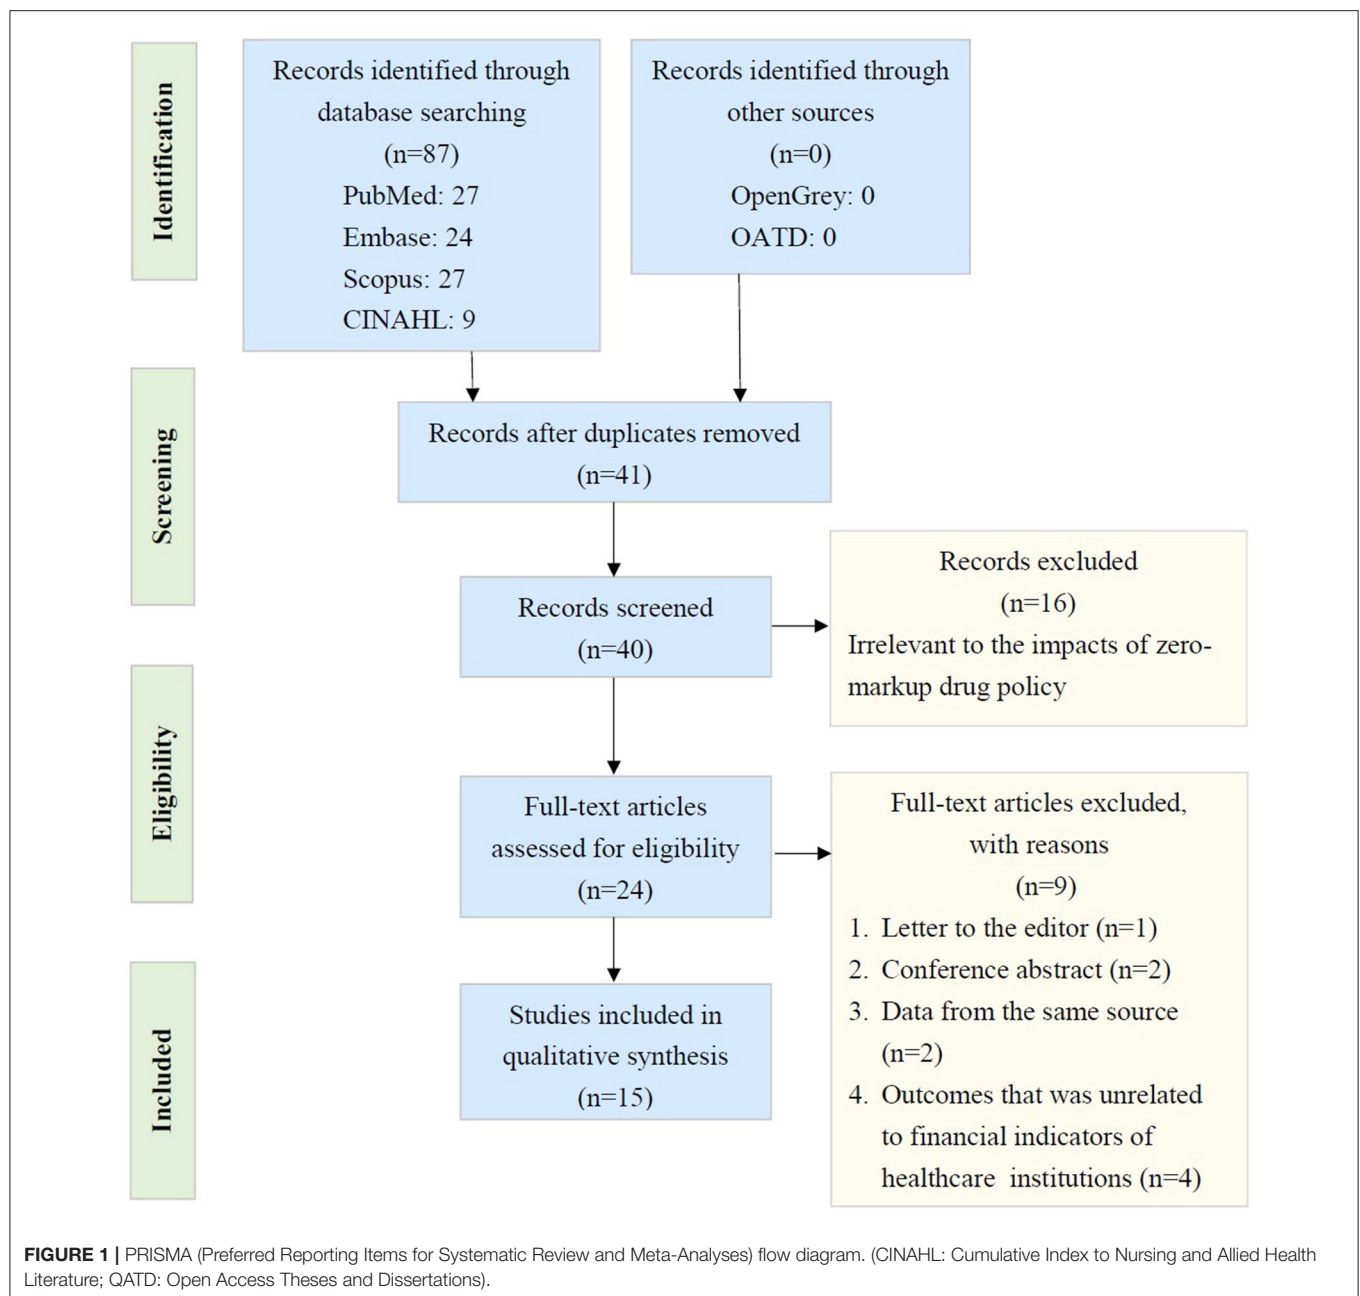 Identification
Records identified through
database searching
(n=87)
PubMed: 27
Embase: 24
Scopus: 27
CINAHL: 9
Records identified through
other sources
(n=0)
OpenGrey: 0
OATD: 0
Screening
Records after duplicates removed
(n=41)
Records screened
(n=40)
Records excluded
(n=16)
Irrelevant to the impacts of zero-
markup drug policy
Eligibility
Full-text articles
assessed for eligibility
(n=24)
Full-text articles excluded,
with reasons
(n=9)
1. Letter to the editor (n=1)
2. Conference abstract (n=2)
3. Data from the same source
(n=2)
4. Outcomes that was unrelated
to financial indicators of
healthcare institutions (n=4)
Included
Studies included in
qualitative synthesis
(n=15)
FIGURE 1 | PRISMA (Preferred Reporting Items for Systematic Review and Meta-Analyses) flow diagram. (CINAHL: Cumulative Index to Nursing and Allied Health
Literature; QATD: Open Access Theses and Dissertations).